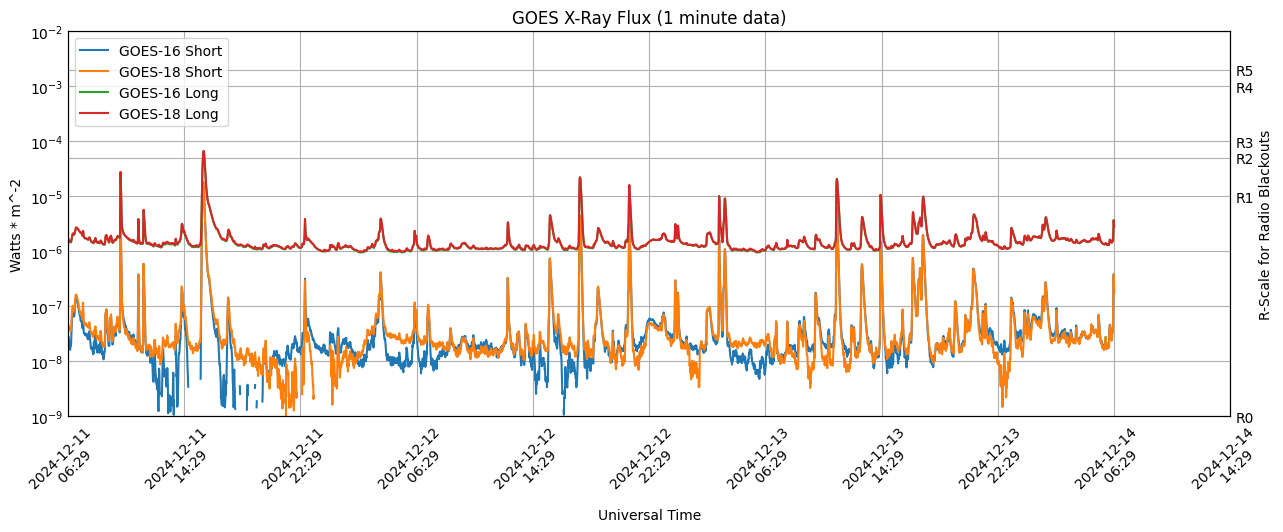 GOES X-Ray Flux (1 minute data)
GOES-16 Short
GOES-18 Short
GOES-16 Long
GOES-18 Long
Watts * m^-2
10^-2
10^-3
10^-4
10^-5
10^-6
10^-7
10^-8
10^-9
R5
R4
R3
R2
R1
R0
R-Scale for Radio Blackouts
2024-12-11
06:29
2024-12-11
14:29
2024-12-11
22:29
2024-12-12
06:29
2024-12-12
14:29
2024-12-12
22:29
2024-12-13
06:29
2024-12-13
14:29
2024-12-13
22:29
2024-12-14
06:29
2024-12-14
14:29
Universal Time